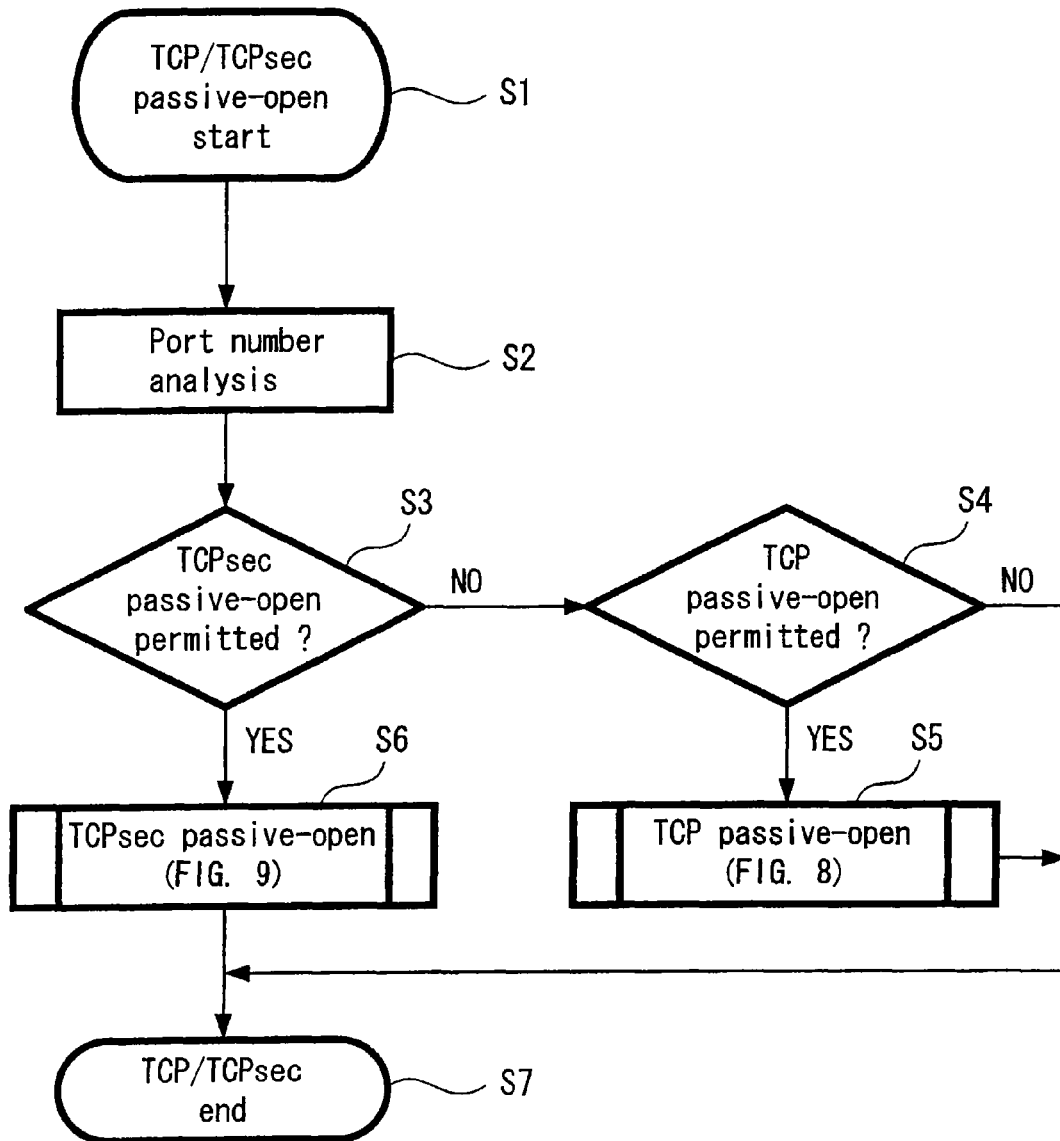 TCP/TCPsec
passive-open
start
S1
Port number
analysis
S2
S3
TCPsec
passive-open
permitted ?
NO
YES
S4
TCP
passive-open
permitted ?
NO
YES
S6
TCPsec passive-open
(FIG. 9)
S5
TCP passive-open
(FIG. 8)
TCP/TCPsec
end
S7